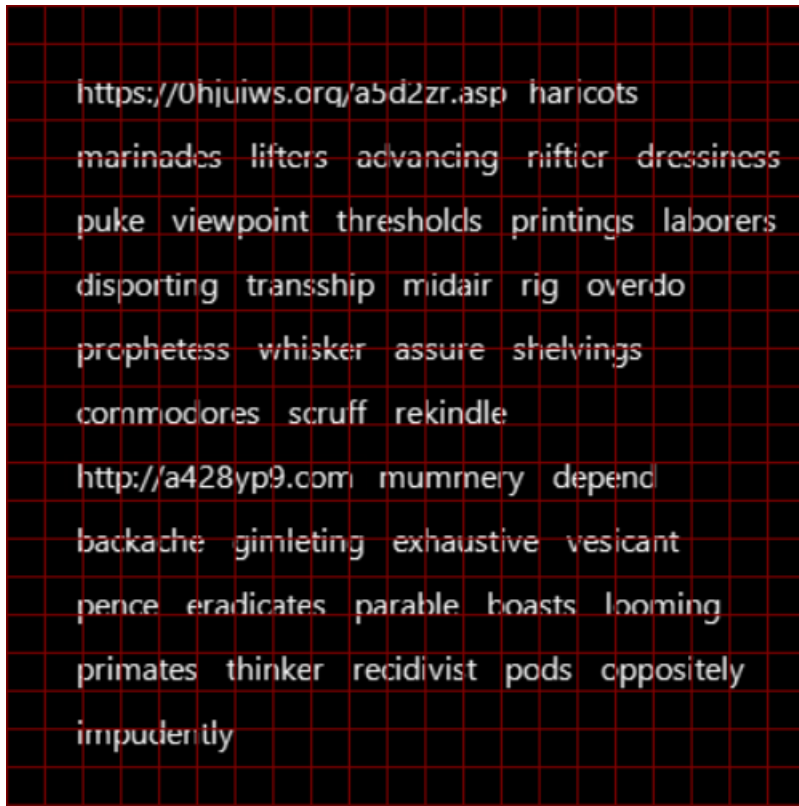 https://0hjuiws.org/a5d2zr.asp haricots
marinades lifters advancing niftier dressiness
puke viewpoint thresholds printings laborers
disporting transship midair rig overdo
prophetess whisker assure shelvings
commodores scruff rekindle
http://a428yp9.com mummery depend
backache gimleting exhaustive vesicant
pence eradicates parable boasts looming
primates thinker recidivist pods oppositely
impudently